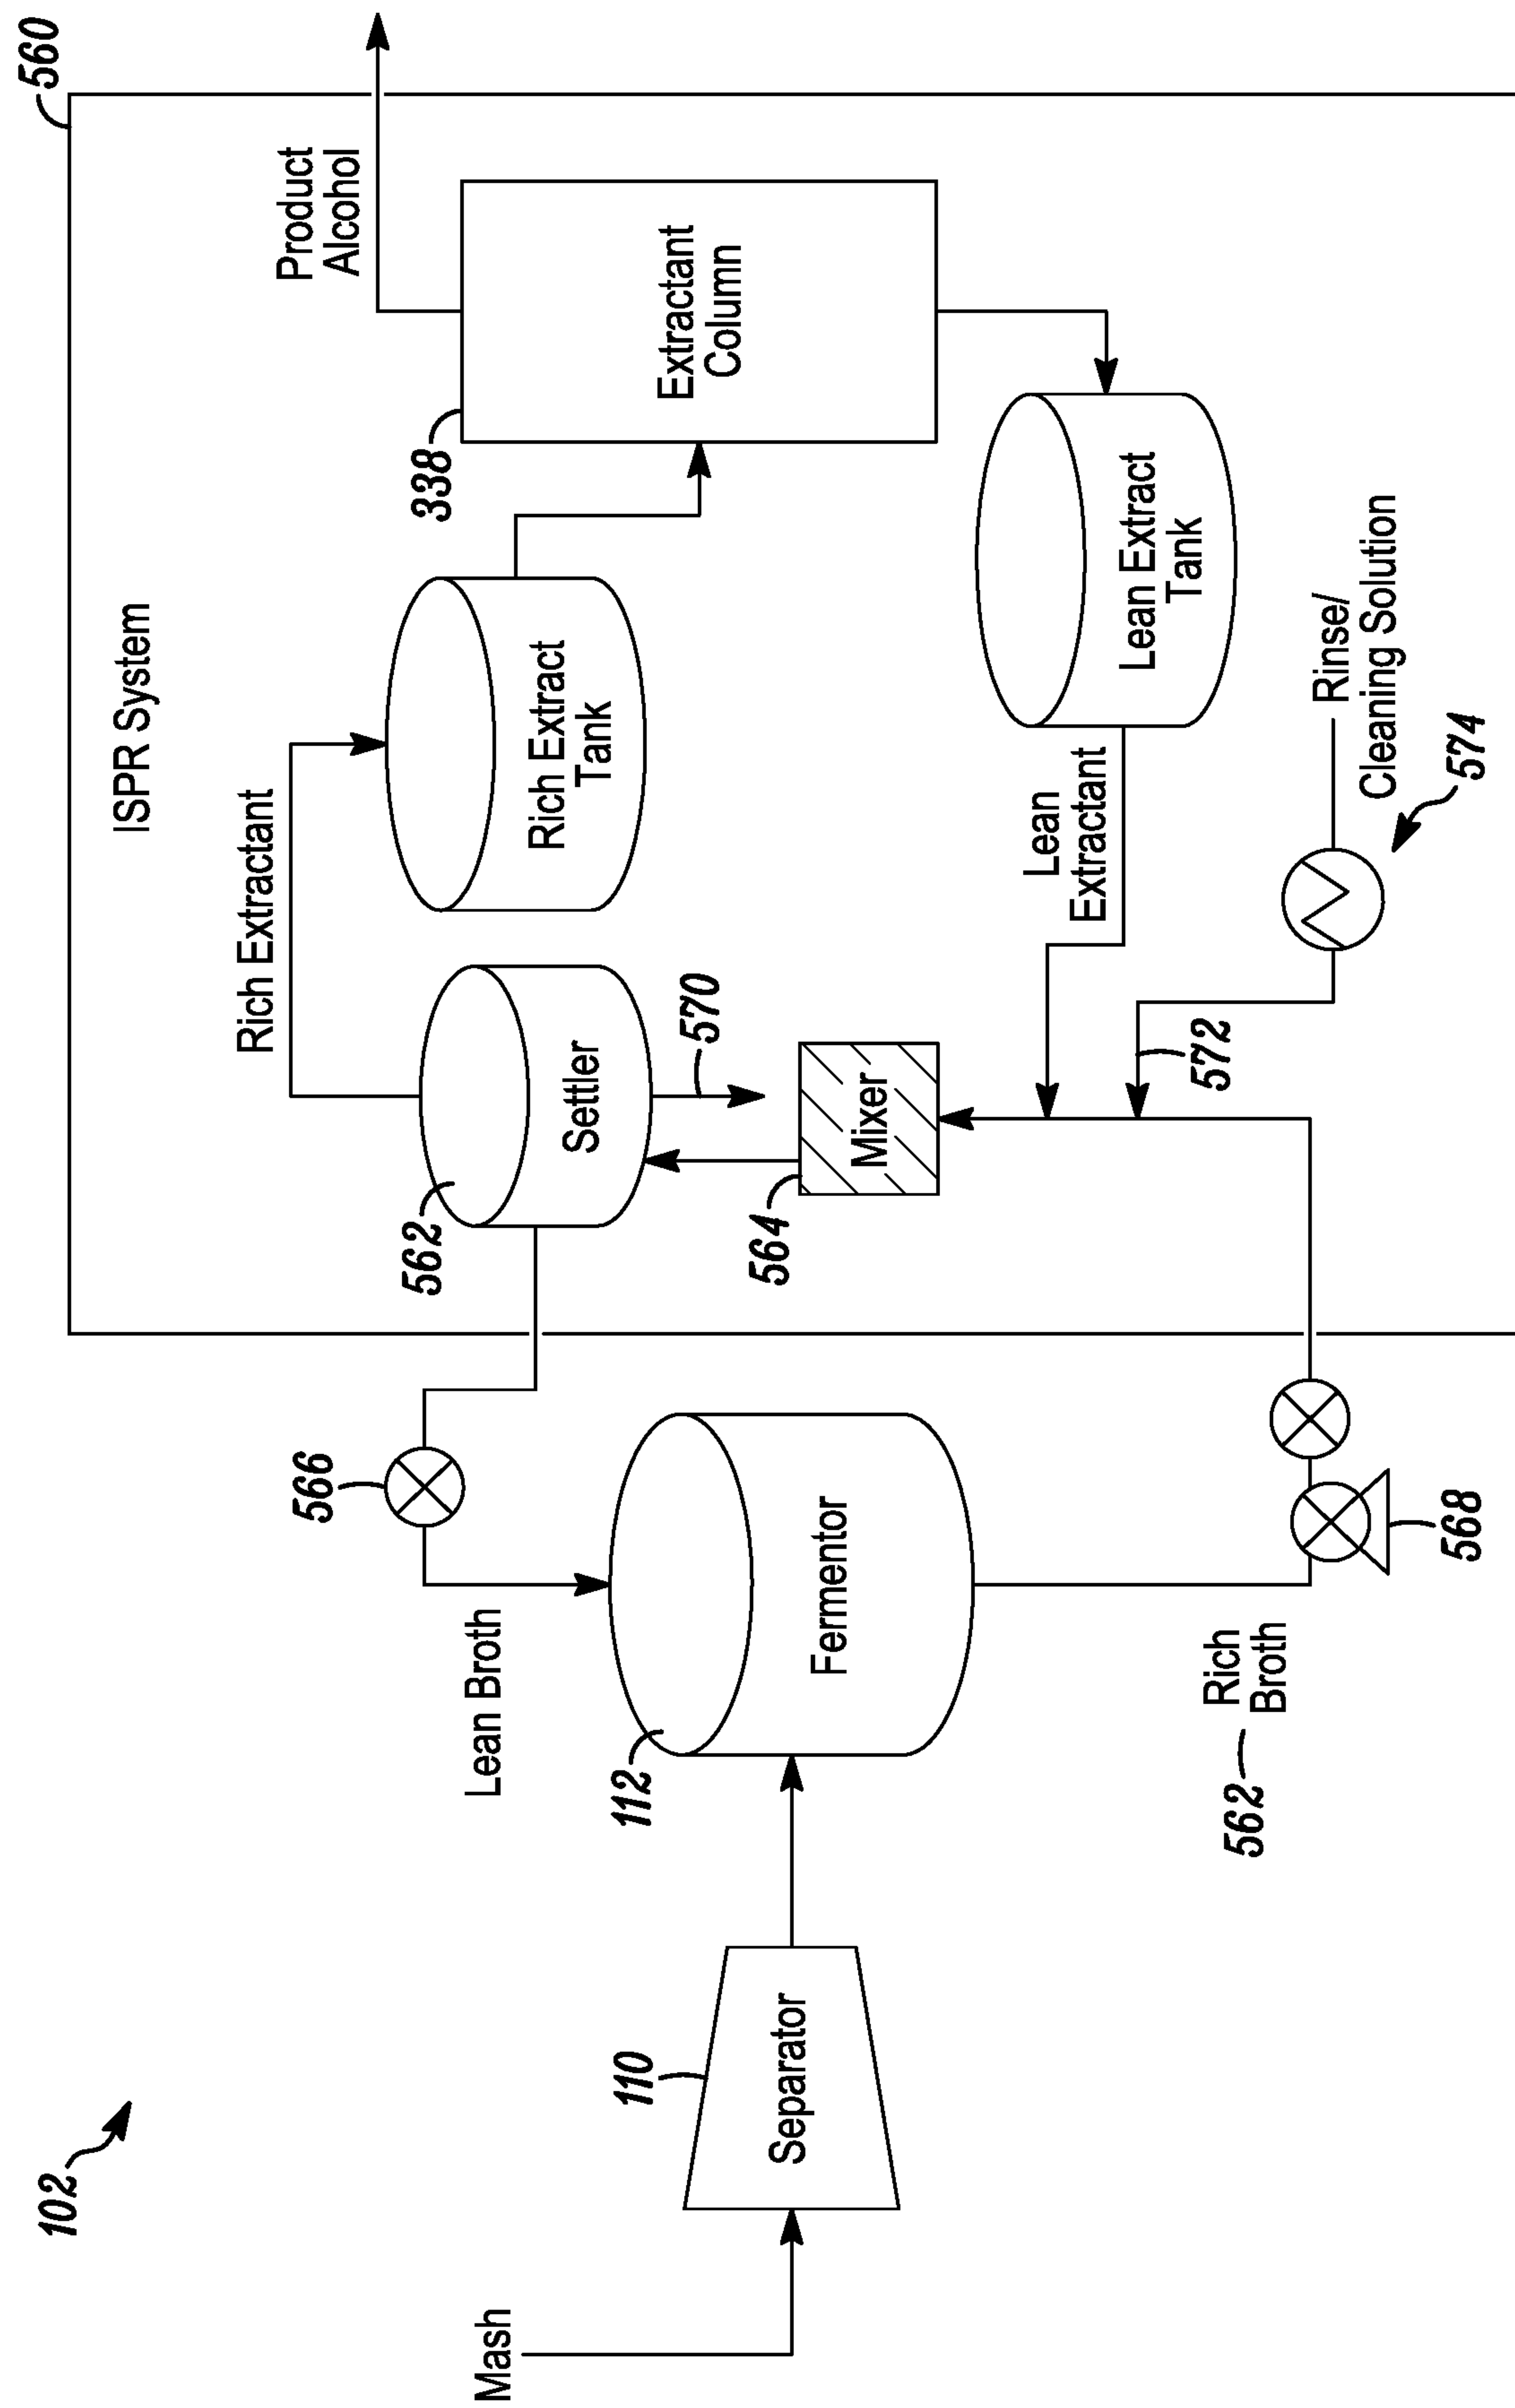 102
Mash
110
Separator
112
Fermentor
Lean Broth
566
562
Rich
Broth
568
560
ISPR System
Rich Extractant
562
Settler
570
564
Mixer
Rich Extract
Tank
338
Extractant
Column
Product
Alcohol
Lean Extract
Tank
Lean
Extractant
572
Rinse/
Cleaning Solution
574